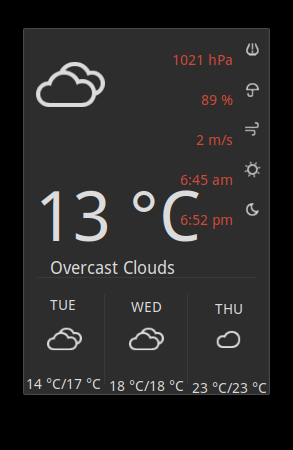 1021 hPa
89 %
2 m/s
6:45 am
13 °C
6:52 pm
Overcast Clouds
TUE WED THU
14 °C/17 °C 18 °C/18 °C 23 °C/23 °C